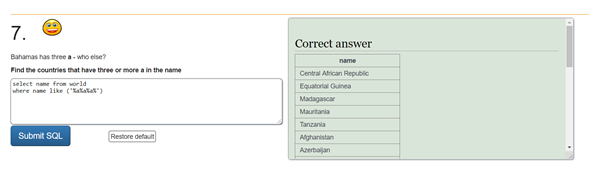 7.
Bahamas has three a - who else?
Find the countries that have three or more a in the name
select name from world
where name like ('%a%a%a%')
Submit SQL
Restore default
Correct answer
name
Central African Republic
Equatorial Guinea
Madagascar
Mauritania
Tanzania
Afghanistan
Azerbaijan